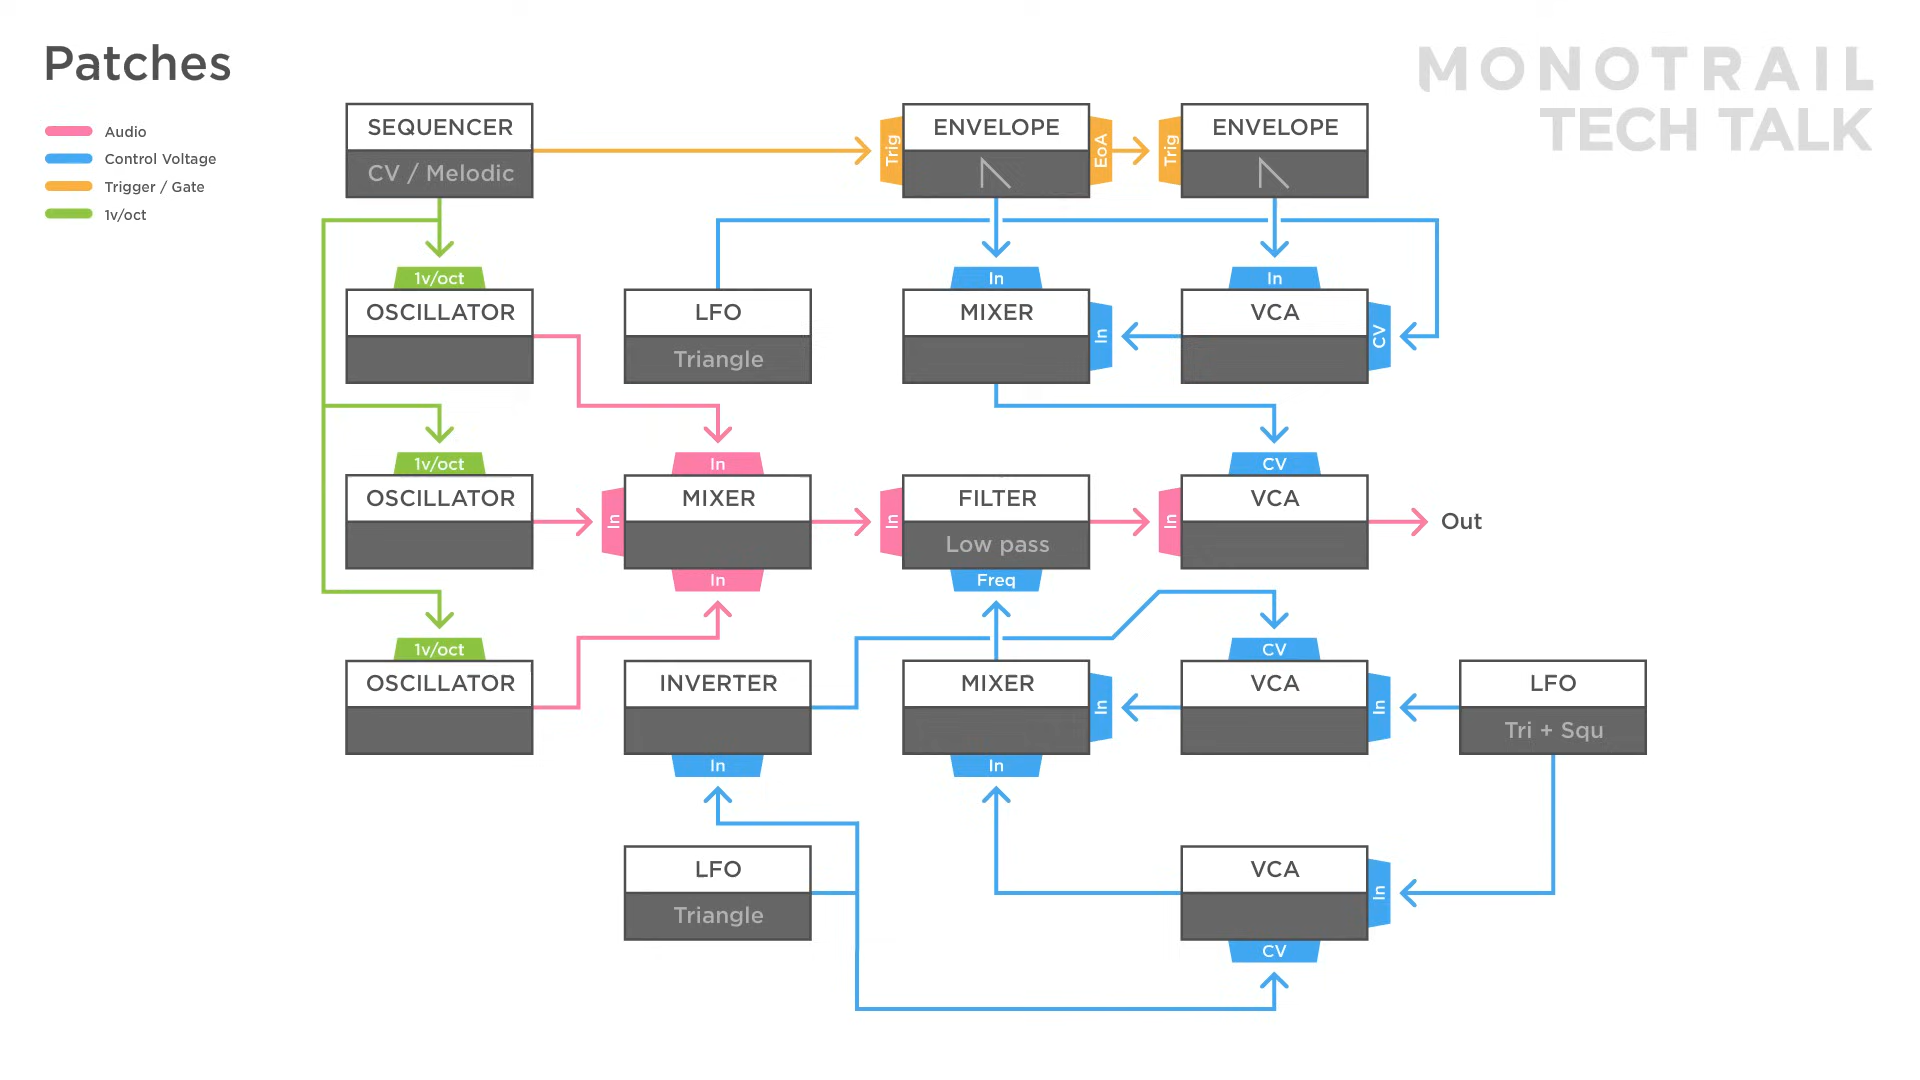 Patches
MONOTRAIL
TECH TALK
Audio
Control Voltage
Trigger / Gate
1v/oct
SEQUENCER
CV / Melodic
Trig
ENVELOPE
EoA
Trig
ENVELOPE
1v/oct
OSCILLATOR
LFO
Triangle
In
MIXER
In
In
VCA
CV
1v/oct
OSCILLATOR
In
In
MIXER
In
In
FILTER
Low pass
Freq
CV
In
VCA
Out
1v/oct
OSCILLATOR
INVERTER
In
MIXER
In
In
CV
VCA
In
LFO
Tri + Squ
LFO
Triangle
VCA
In
CV